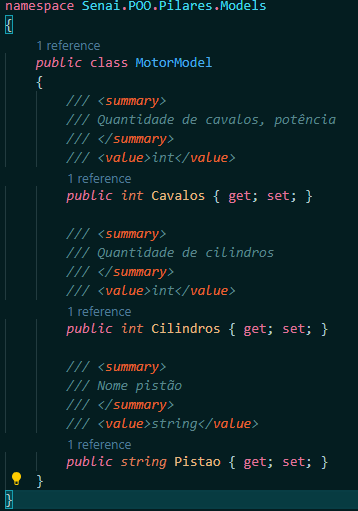 namespace Senai.POO.Pilares.Models
{
1 reference
public class MotorModel
{
/// <summary>
/// Quantidade de cavalos, potência
/// </summary>
/// <value>int</value>
1 reference
public int Cavalos { get; set; }
/// <summary>
/// Quantidade de cilindros
/// </summary>
/// <value>int</value>
1 reference
public int Cilindros { get; set; }
/// <summary>
/// Nome pistão
/// </summary>
/// <value>string</value>
1 reference
public string Pistao { get; set; }
}
}